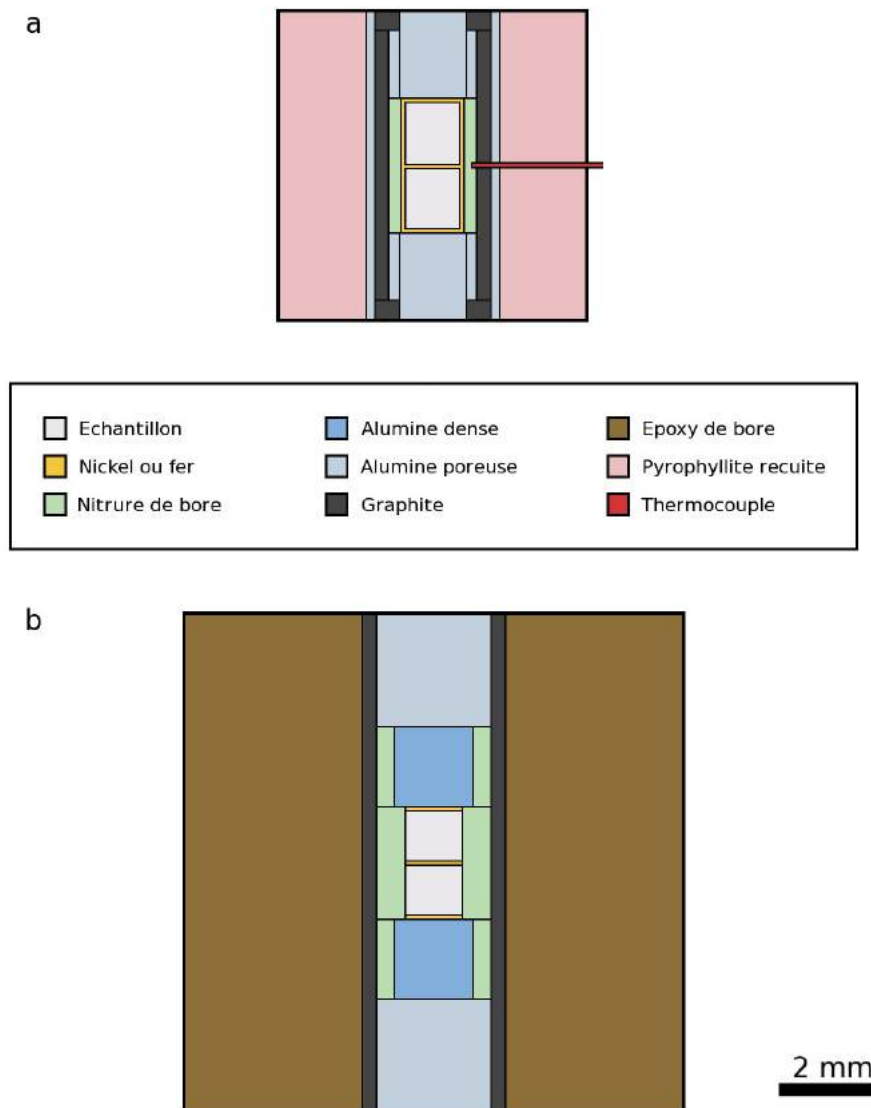 a
Echantillon Alumine dense Epoxy de bore
Nickel ou fer Alumine poreuse Pyrophyllite recuite
Nitrure de bore Graphite Thermocouple
b
2 mm